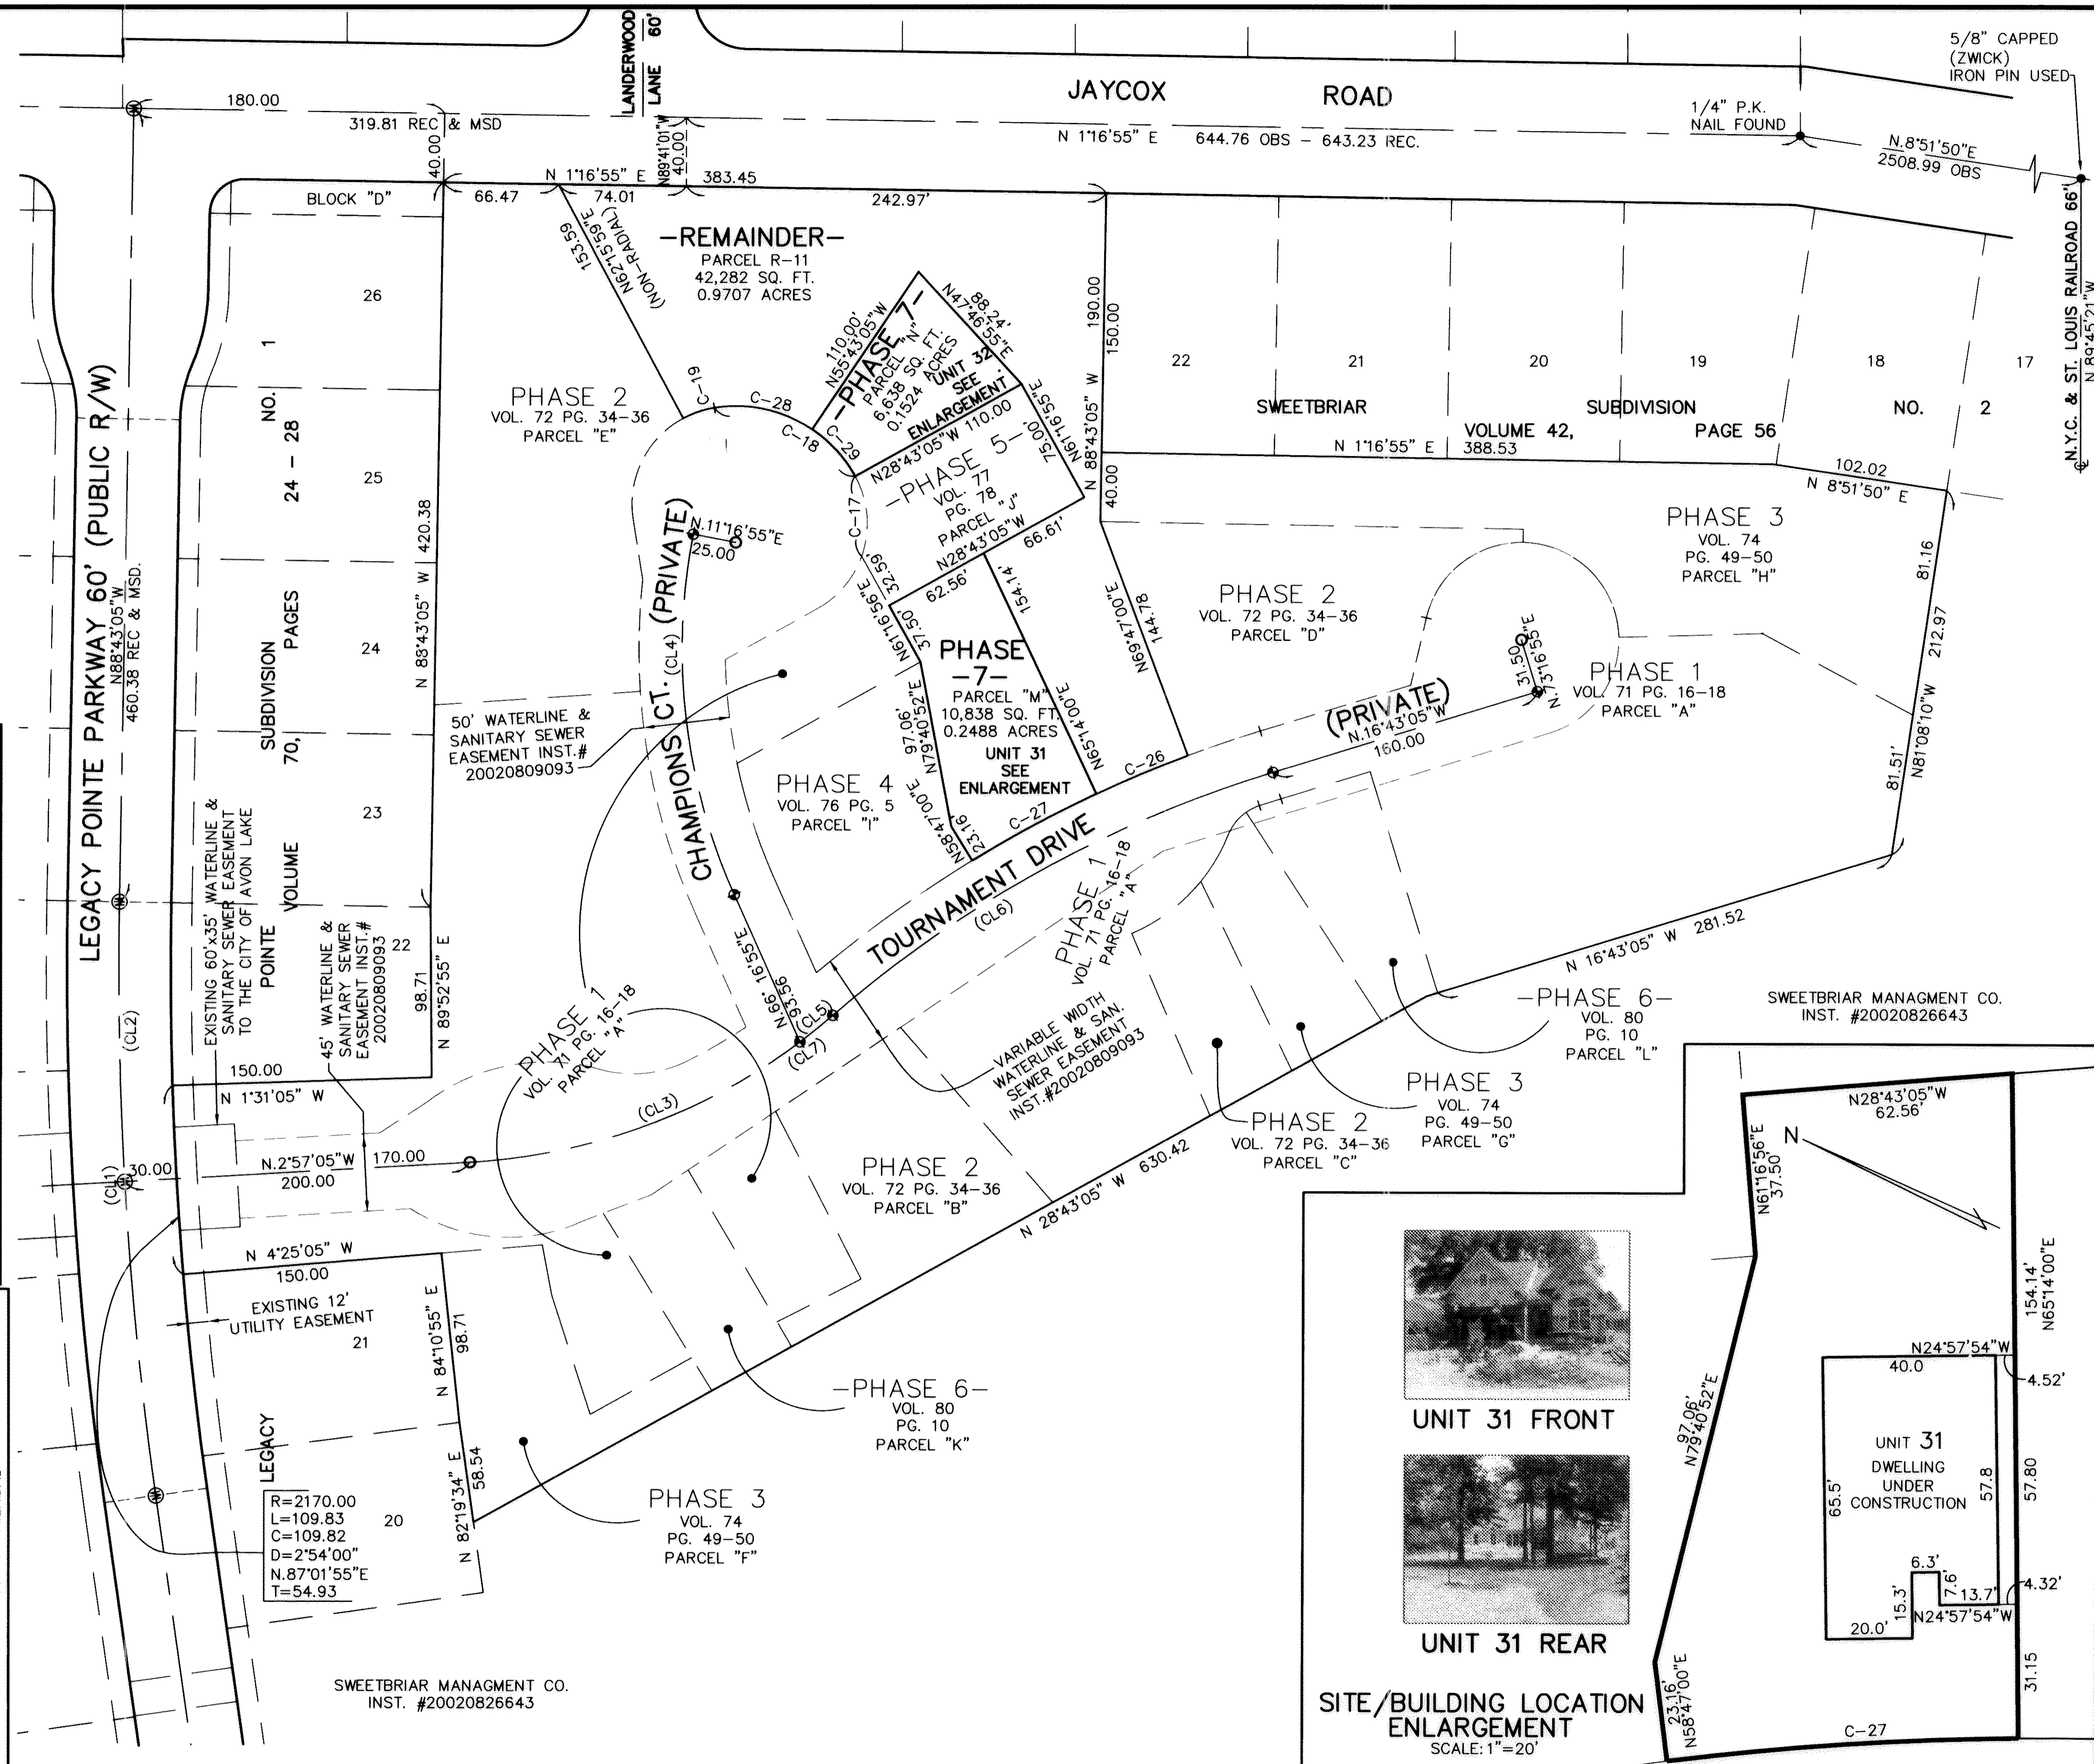 LANDERWOOD
LANE 60'
JAYCOX ROAD
5/8" CAPPED
(ZWICK)
IRON PIN USED
1/4" P.K.
NAIL FOUND
180.00
319.81 REC & MSD
40.00
N89°41'01"W
40.00
N 1°16'55" E 644.76 OBS - 643.23 REC.
N.8°51'50"E
2508.99 OBS
N.Y.C. & ST. LOUIS RAILROAD 66'
N 89°45'21"W
BLOCK "D"
66.47
N 1°16'55" E
74.01
383.45
242.97'
153.59
N62°15'59"E
(NON-RADIAL)
-REMAINDER-
PARCEL R-11
42,282 SQ. FT.
0.9707 ACRES
110.00'
N55°43'05"W
-PHASE 7-
PARCEL "N"
6,638 SQ. FT.
0.1524 ACRES
UNIT 32
SEE
ENLARGEMENT
88.24'
N47°46'55"E
N28°43'05"W 110.00
N61°16'55"E
75.00'
190.00
150.00
N 88°43'05" W
40.00
26
25
24
23
22
21
20
22
21
20
19
18
17
SWEETBRIAR SUBDIVISION NO. 2
VOLUME 42, PAGE 56
N 1°16'55" E 388.53
102.02
N 8°51'50" E
LEGACY POINTE PARKWAY 60' (PUBLIC R/W)
N88°43'05"W
460.38 REC & MSD.
LEGACY POINTE SUBDIVISION NO. 1
VOLUME 70, PAGES 24 - 28
N 88°43'05" W 420.38
PHASE 2
VOL. 72 PG. 34-36
PARCEL "E"
C-19
C-28
C-18
C-29
C-17
-PHASE 5-
VOL. 77
PG. 78
PARCEL "J"
N28°43'05"W
62.56'
66.61'
N.11°16'55"E
25.00
32.59'
N61°16'56"E
37.50'
CHAMPIONS CT. (CL4) (PRIVATE)
PHASE
-7-
PARCEL "M"
10,838 SQ. FT.
0.2488 ACRES
UNIT 31
SEE
ENLARGEMENT
154.14'
N65°14'00"E
N69°47'00"E
144.78
N79°40'52"E
97.06'
N58°47'00"E
23.16'
C-27
C-26
PHASE 3
VOL. 74
PG. 49-50
PARCEL "H"
81.16
212.97
81.51'
N81°08'10"W
PHASE 2
VOL. 72 PG. 34-36
PARCEL "D"
31.50
N.73°16'55"E
PHASE 1
VOL. 71 PG. 16-18
PARCEL "A"
(PRIVATE)
N.16°43'05"W
160.00
50' WATERLINE &
SANITARY SEWER
EASEMENT INST.#
20020809093
PHASE 4
VOL. 76 PG. 5
PARCEL "I"
TOURNAMENT DRIVE
(CL6)
PHASE 1
VOL. 71 PG. 16-18
PARCEL "A"
EXISTING 60'x35' WATERLINE &
SANITARY SEWER EASEMENT
TO THE CITY OF AVON LAKE
45' WATERLINE &
SANITARY SEWER
EASEMENT INST.#
20020809093
98.71
N 89°52'55" E
N.66°16'55"E
93.56
(CL5)
(CL7)
(CL2)
N 16°43'05" W 281.52
SWEETBRIAR MANAGMENT CO.
INST. #20020826643
PHASE 1
VOL. 71 PG. 16-18
PARCEL "A"
VARIABLE WIDTH
WATERLINE & SAN.
SEWER EASEMENT
INST.#20020809093
-PHASE 6-
VOL. 80
PG. 10
PARCEL "L"
PHASE 3
VOL. 74
PG. 49-50
PARCEL "G"
PHASE 2
VOL. 72 PG. 34-36
PARCEL "C"
150.00
N 1°31'05" W
(CL3)
(CL1)
30.00
N.2°57'05"W 170.00
200.00
PHASE 2
VOL. 72 PG. 34-36
PARCEL "B"
N 28°43'05" W 630.42
N 4°25'05" W
150.00
EXISTING 12'
UTILITY EASEMENT
N 84°10'55" E
98.71
N 82°19'34" E
58.54
-PHASE 6-
VOL. 80
PG. 10
PARCEL "K"
PHASE 3
VOL. 74
PG. 49-50
PARCEL "F"
R=2170.00
L=109.83
C=109.82
D=2°54'00"
N.87°01'55"E
T=54.93
SWEETBRIAR MANAGMENT CO.
INST. #20020826643
UNIT 31 FRONT
UNIT 31 REAR
SITE/BUILDING LOCATION
ENLARGEMENT
SCALE: 1"=20'
N28°43'05"W
62.56'
N
N61°16'56"E
37.50'
154.14'
N65°14'00"E
N24°57'54"W
40.0
4.52'
97.06'
N79°40'52"E
UNIT 31
DWELLING
UNDER
CONSTRUCTION
65.5'
57.8
57.80
6.3'
7.6'
15.3'
13.7'
4.32'
N24°57'54"W
20.0'
31.15
23.16'
N58°47'00"E
C-27